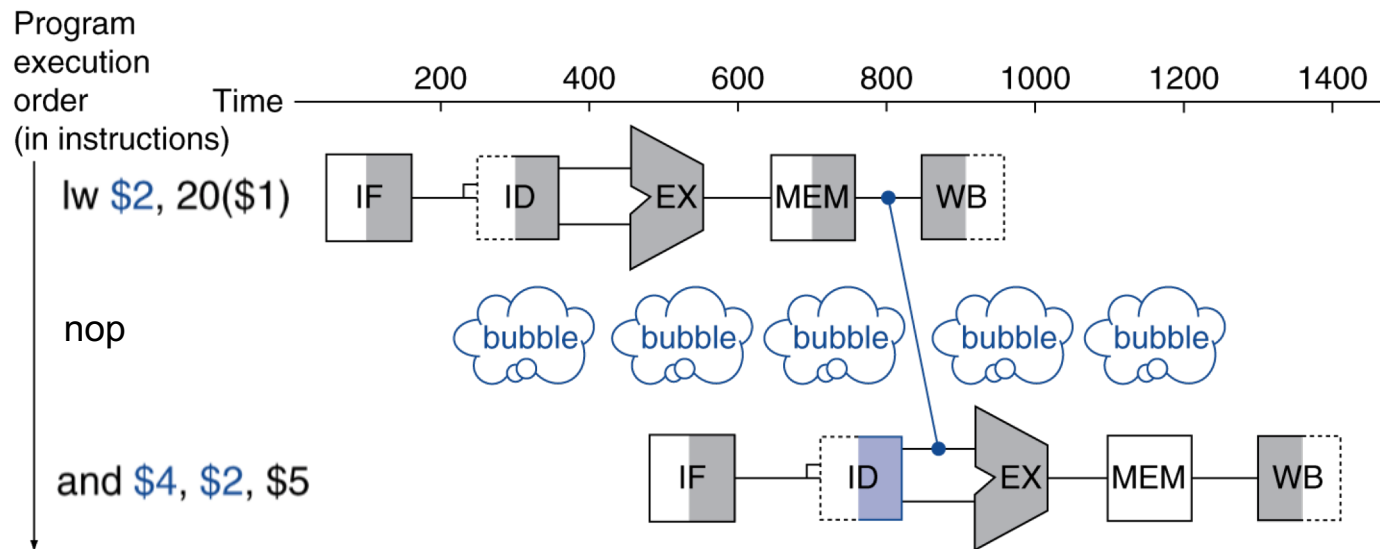 Program
execution
order
(in instructions)
Time
200 400 600 800 1000 1200 1400
lw $2, 20($1)
IF ID EX MEM WB
nop
bubble bubble bubble bubble bubble
and $4, $2, $5
IF ID EX MEM WB